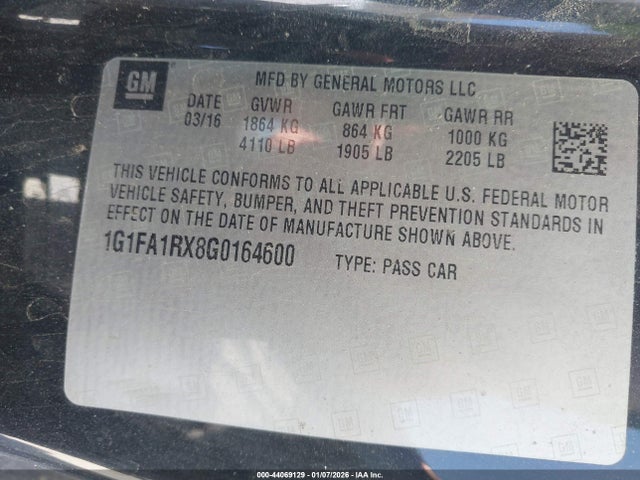 GM
MFD BY GENERAL MOTORS LLC
DATE GVWR GAWR FRT GAWR RR
03/16 1864 KG 864 KG 1000 KG
4110 LB 1905 LB 2205 LB
THIS VEHICLE CONFORMS TO ALL APPLICABLE U.S. FEDERAL MOTOR
VEHICLE SAFETY, BUMPER, AND THEFT PREVENTION STANDARDS IN
EFFECT ON THE DATE OF MANUFACTURE SHOWN ABOVE.
1G1FA1RX8G0164600 TYPE: PASS CAR
000-44069129 - 01/07/2026 - IAA Inc.